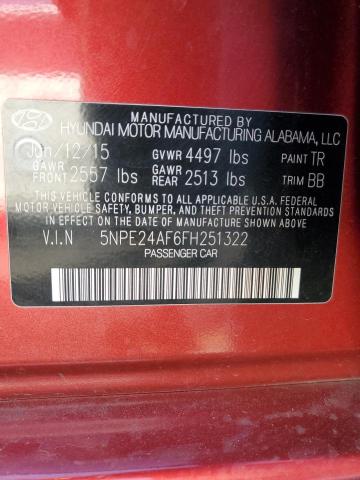 MANUFACTURED BY
HYUNDAI MOTOR MANUFACTURING ALABAMA, LLC
Jun/12/15 GVWR 4497 lbs PAINT TR
GAWR FRONT 2557 lbs GAWR REAR 2513 lbs TRIM BB
THIS VEHICLE CONFORMS TO ALL APPLICABLE U.S.A. FEDERAL
MOTOR VEHICLE SAFETY, BUMPER, AND THEFT PREVENTION
STANDARDS IN EFFECT ON THE DATE OF MANUFACTURE SHOWN ABOVE.
V.I.N 5NPE24AF6FH251322
PASSENGER CAR